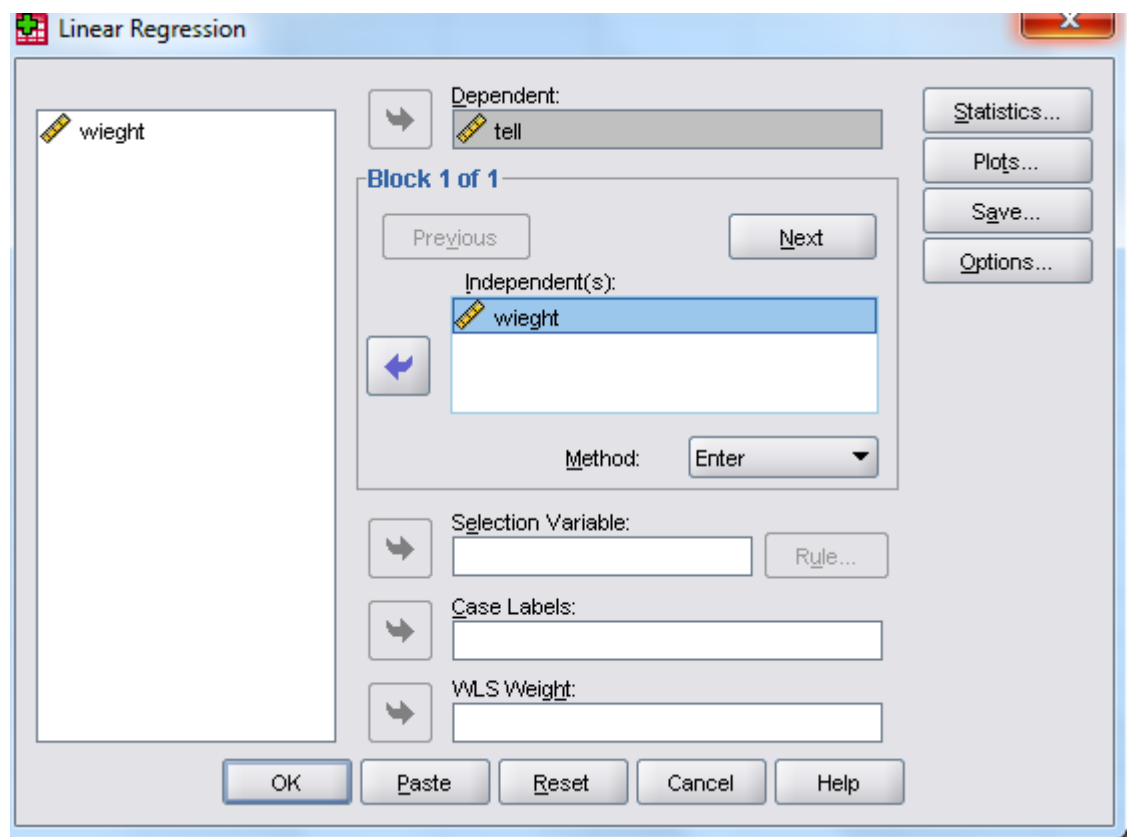 Linear Regression
wieght
Dependent:
tell
Statistics...
Plots...
Save...
Options...
Block 1 of 1
Previous
Next
Independent(s):
wieght
Method:
Enter
Selection Variable:
Rule...
Case Labels:
WLS Weight:
OK
Paste
Reset
Cancel
Help